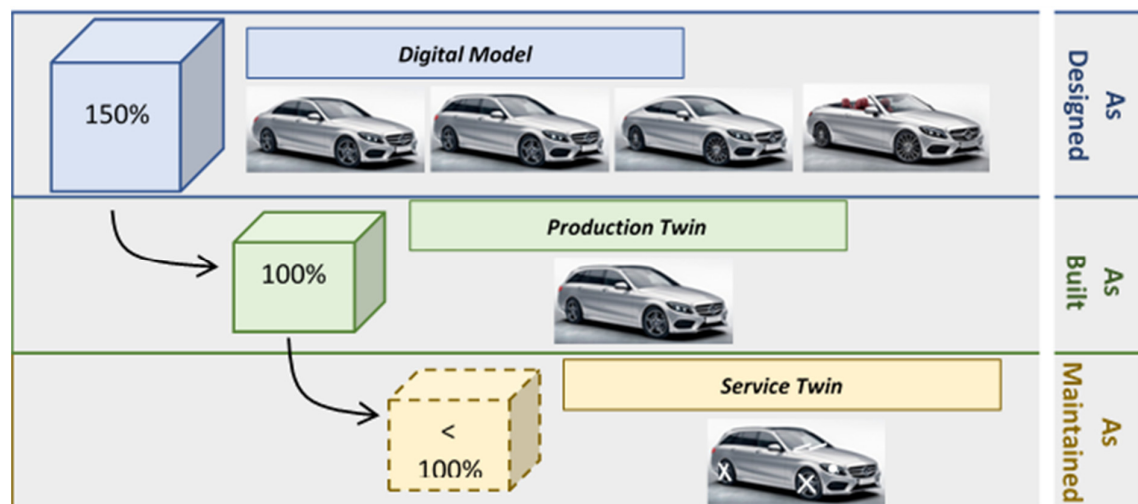 150%
Digital Model
As
Designed
100%
Production Twin
As
Built
<
100%
Service Twin
As
Maintained